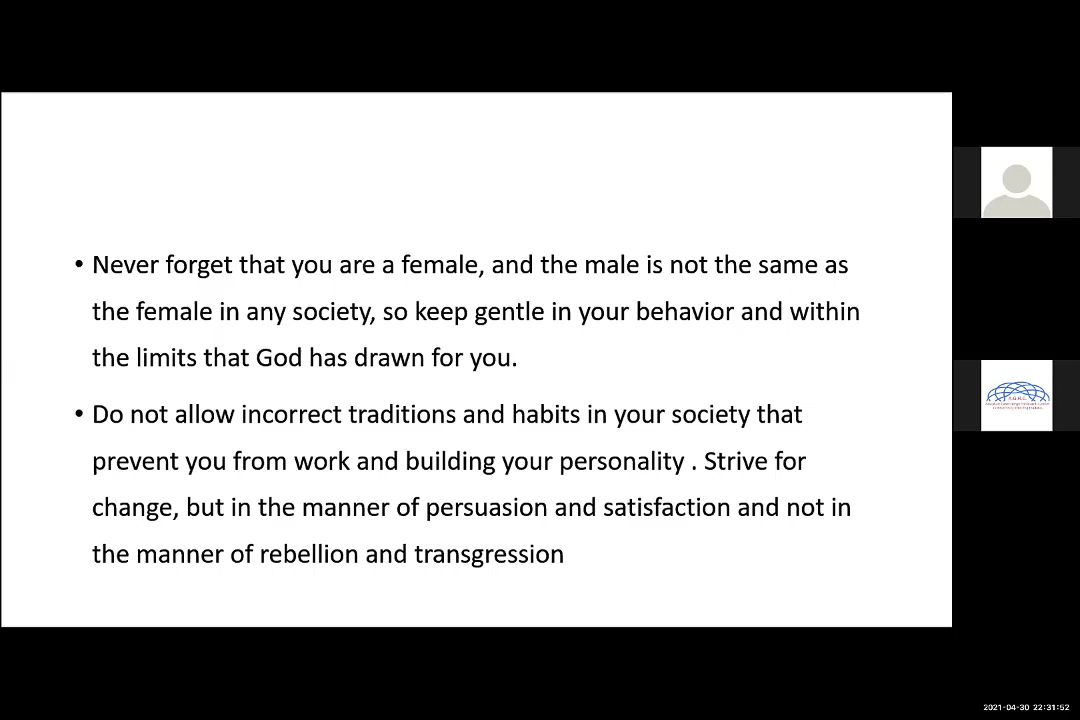 • Never forget that you are a female, and the male is not the same as
the female in any society, so keep gentle in your behavior and within
the limits that God has drawn for you.
• Do not allow incorrect traditions and habits in your society that
prevent you from work and building your personality . Strive for
change, but in the manner of persuasion and satisfaction and not in
the manner of rebellion and transgression
2021-04-30 22:31:52